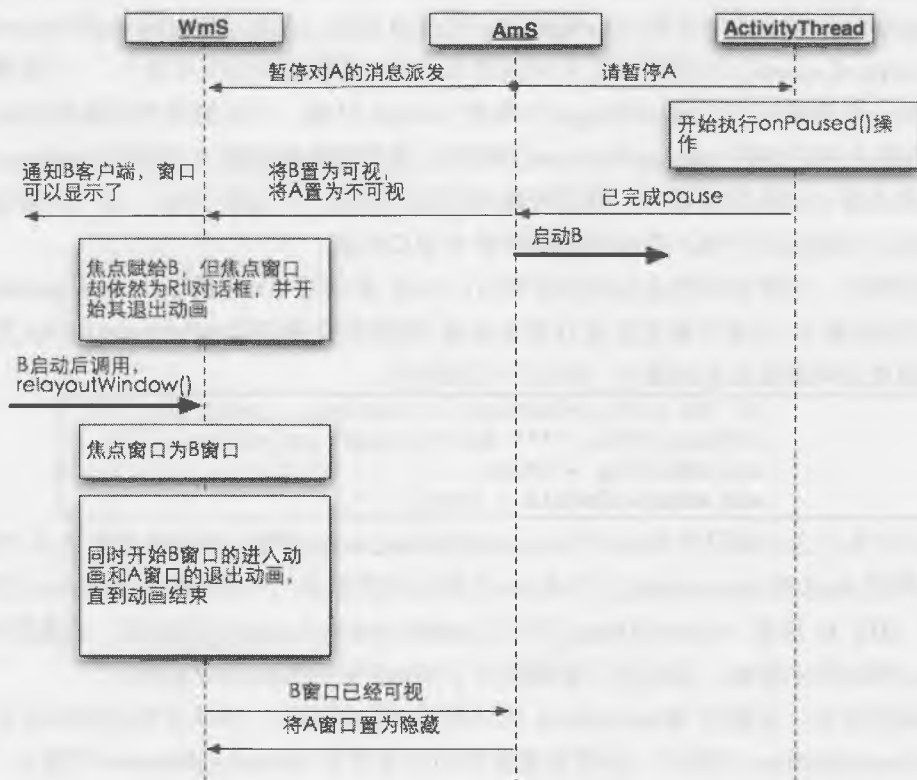 WmS
AmS
ActivityThread
暂停对A的消息派发
请暂停A
开始执行onPaused()操
作
通知B客户端，窗口
可以显示了
将B置为可视，
将A置为不可视
已完成pause
启动B
焦点赋给B，但焦点窗口
却依然为Rtl对话框，并开
始其退出动画
B启动后调用，
relayoutWindow()
焦点窗口为B窗口
同时开始B窗口的进入动
画和A窗口的退出动画，
直到动画结束
B窗口已经可视
将A窗口置为隐藏